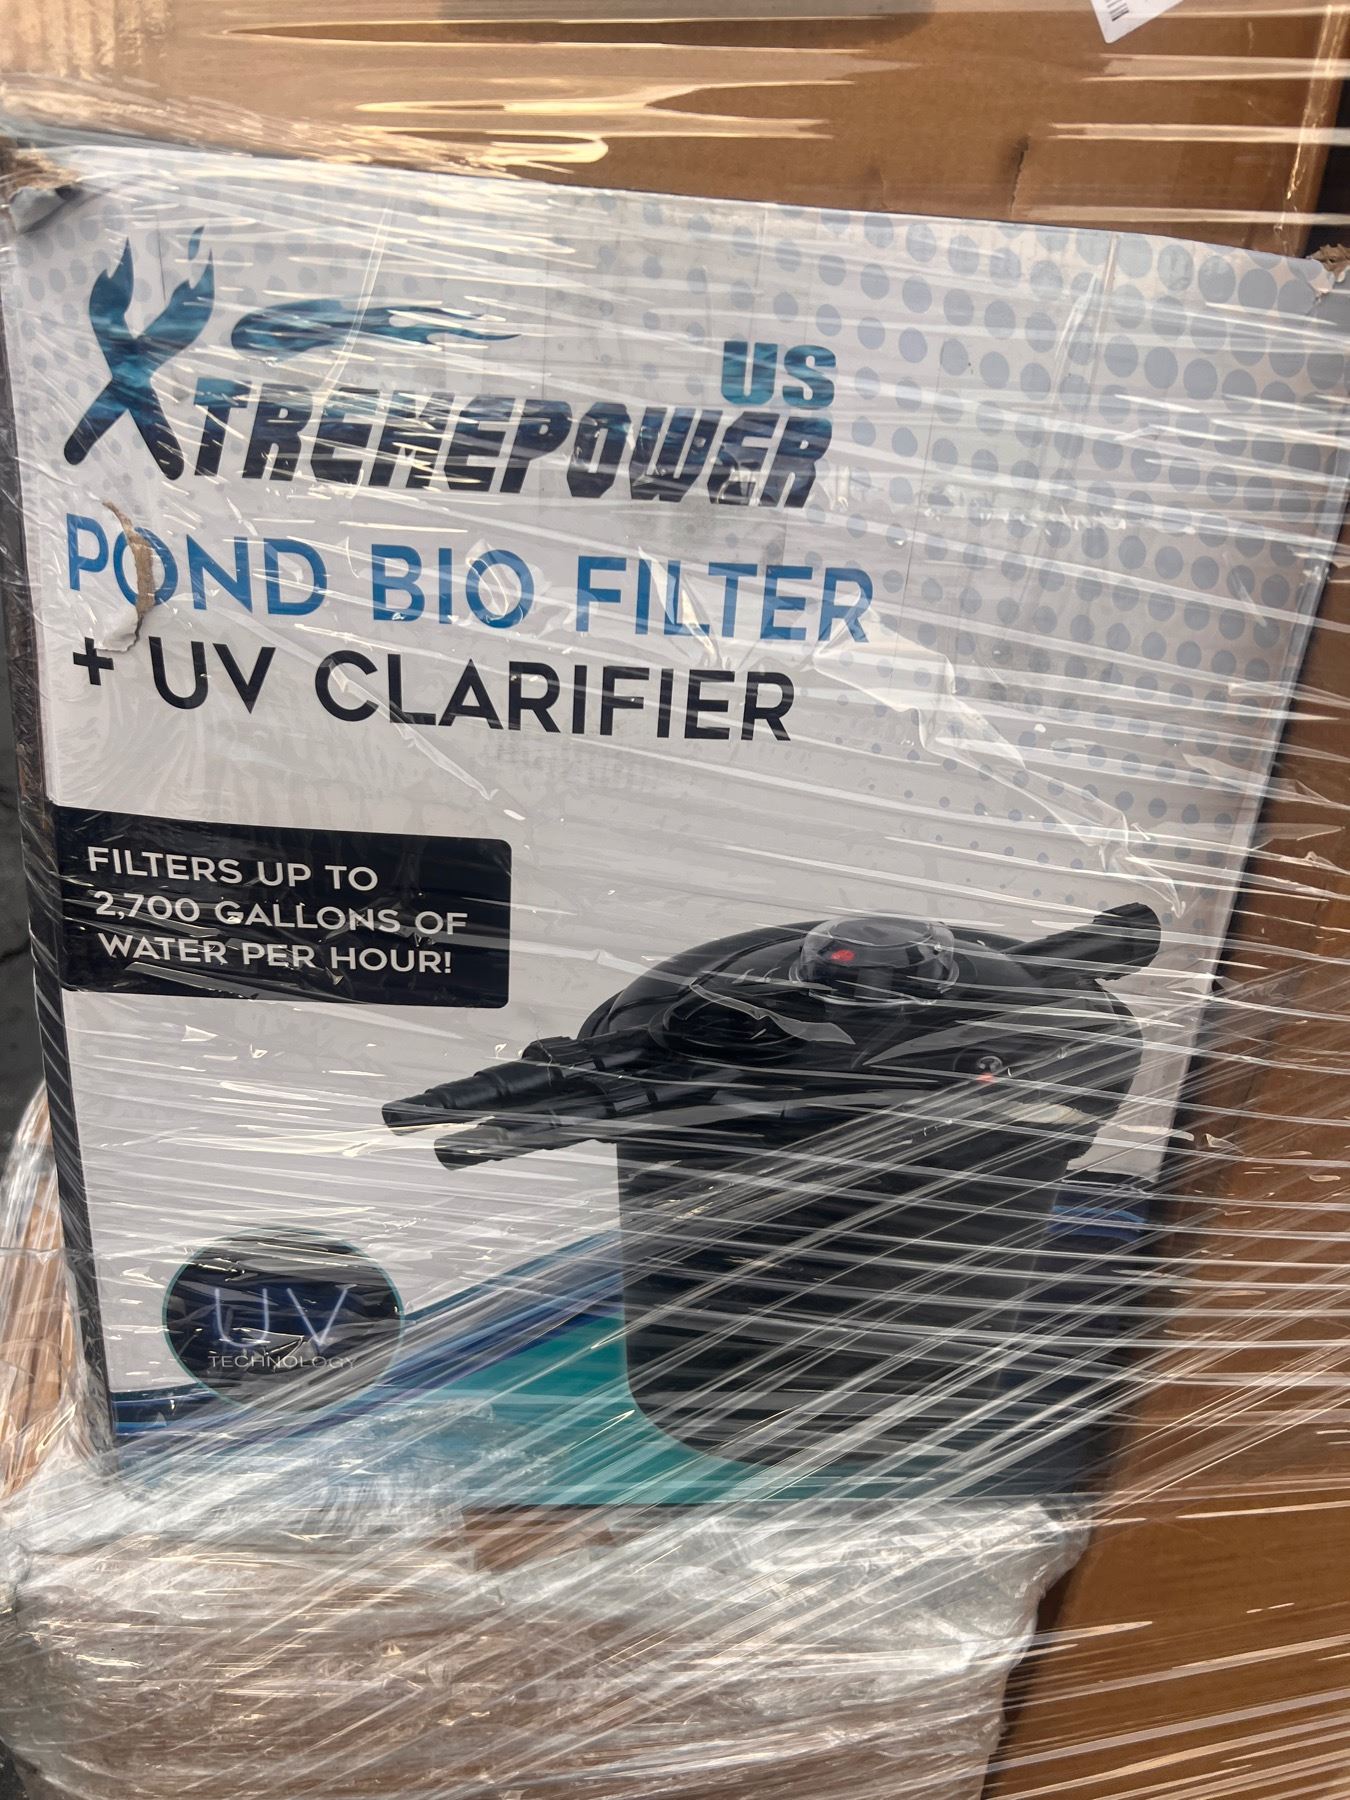 XTREMEPOWER US
POND BIO FILTER
+ UV CLARIFIER
FILTERS UP TO
2,700 GALLONS OF
WATER PER HOUR!
UV
TECHNOLOGY